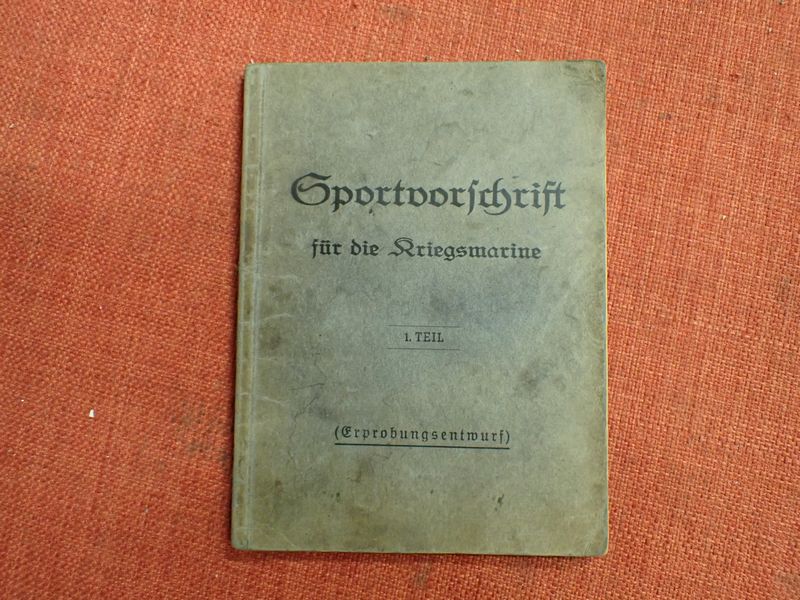 Sportvorschrift
für die Kriegsmarine
1. TEIL
(Erprobungsentwurf)